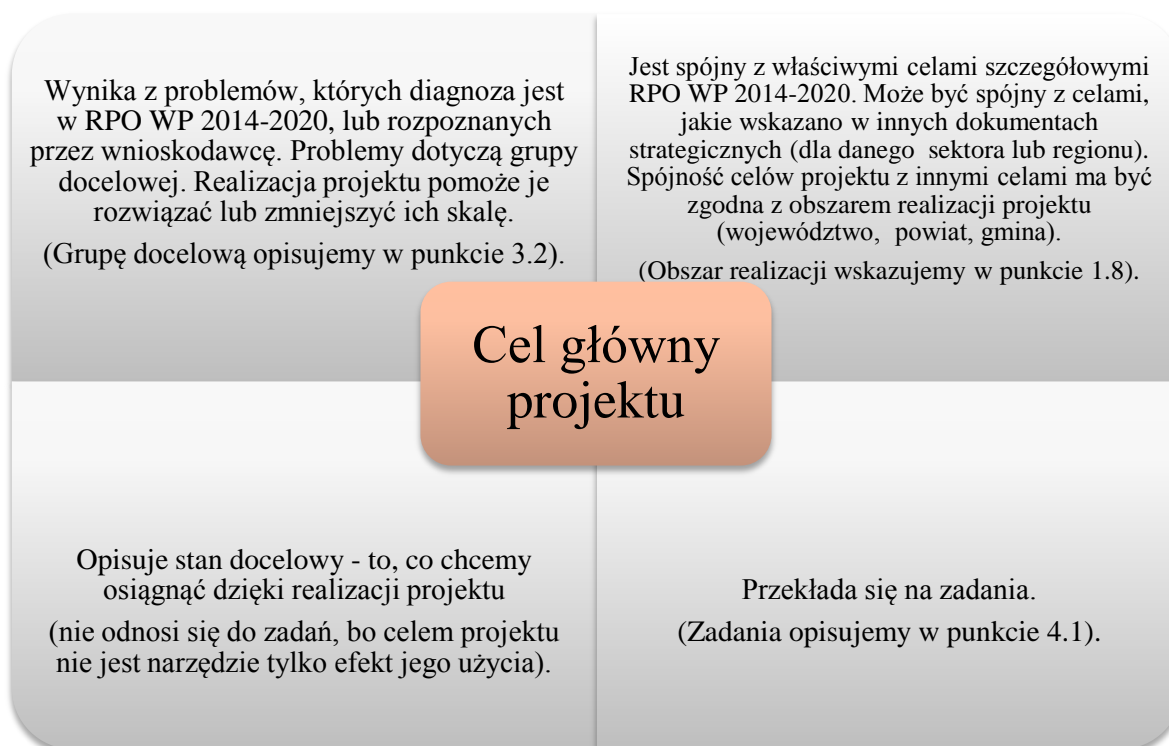 Wynika z problemów, których diagnoza jest
w RPO WP 2014-2020, lub rozpoznanych
przez wnioskodawcę. Problemy dotyczą grupy
docelowej. Realizacja projektu pomoże je
rozwiązać lub zmniejszyć ich skalę.
(Grupę docelową opisujemy w punkcie 3.2).
Jest spójny z właściwymi celami szczegółowymi
RPO WP 2014-2020. Może być spójny z celami,
jakie wskazano w innych dokumentach
strategicznych (dla danego sektora lub regionu).
Spójność celów projektu z innymi celami ma być
zgodna z obszarem realizacji projektu
(województwo, powiat, gmina).
(Obszar realizacji wskazujemy w punkcie 1.8).
Cel główny
projektu
Opisuje stan docelowy - to, co chcemy
osiągnąć dzięki realizacji projektu
(nie odnosi się do zadań, bo celem projektu
nie jest narzędzie tylko efekt jego użycia).
Przekłada się na zadania.
(Zadania opisujemy w punkcie 4.1).